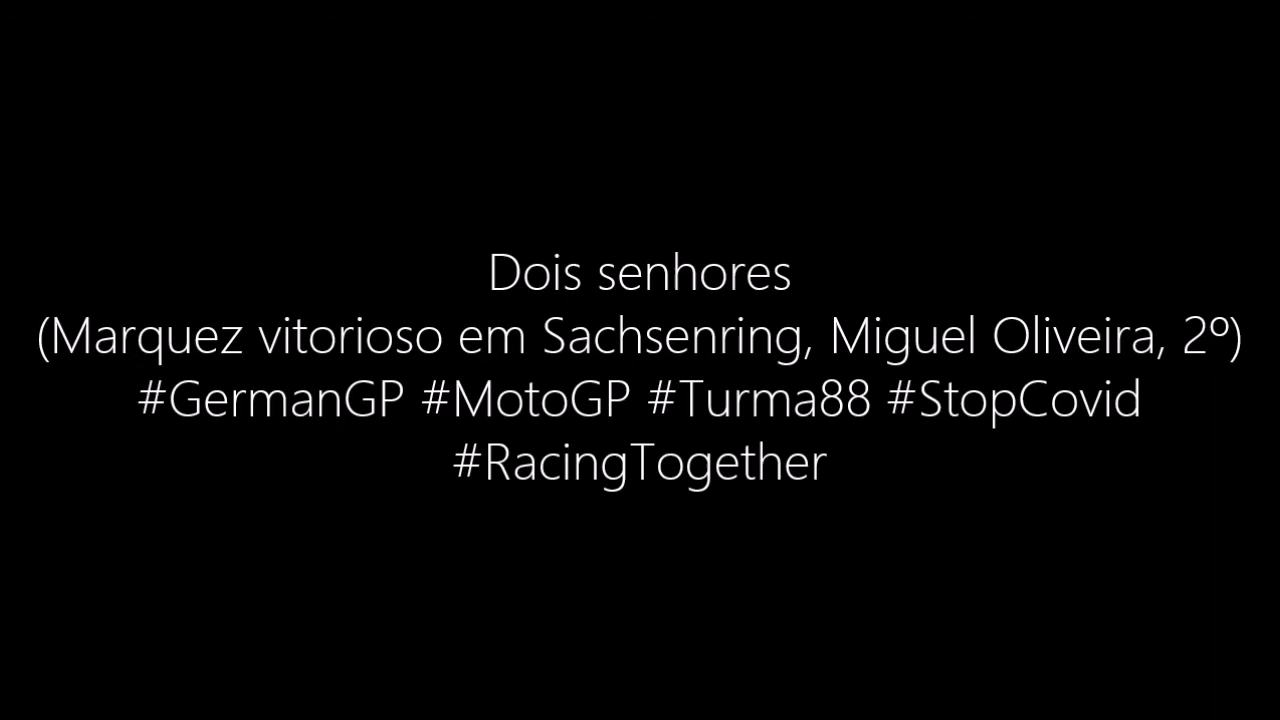 Dois senhores
(Marquez vitorioso em Sachsenring, Miguel Oliveira, 2º)
#GermanGP #MotoGP #Turma88 #StopCovid
#RacingTogether